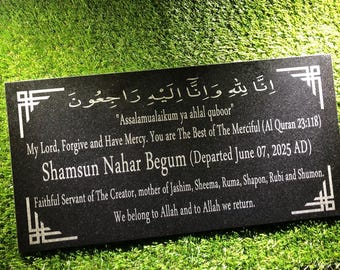 إِنَّا لِلّٰهِ وَإِنَّا إِلَيْهِ رَاجِعُونَ
"Assalamualaikum ya ahlal quboor"
My Lord, Forgive and Have Mercy. You are The Best of The Merciful (Al Quran 23:118)
Shamsun Nahar Begum (Departed June 07, 2025 AD)
Faithful Servant of The Creator, mother of Jashim, Sheema, Ruma, Shapon, Rubi and Shumon.
We belong to Allah and to Allah we return.